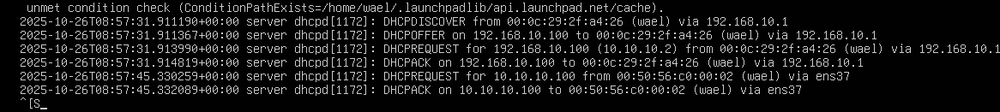 unmet condition check (ConditionPathExists=/home/wael/.launchpadlib/api.launchpad.net/cache).
2025-10-26T08:57:31.911190+00:00 server dhcpd[1172]: DHCPDISCOVER from 00:0c:29:2f:a4:26 (wael) via 192.168.10.1
2025-10-26T08:57:31.911367+00:00 server dhcpd[1172]: DHCPOFFER on 192.168.10.100 to 00:0c:29:2f:a4:26 (wael) via 192.168.10.1
2025-10-26T08:57:31.913990+00:00 server dhcpd[1172]: DHCPREQUEST for 192.168.10.100 (10.10.10.2) from 00:0c:29:2f:a4:26 (wael) via 192.168.10.1
2025-10-26T08:57:31.914819+00:00 server dhcpd[1172]: DHCPACK on 192.168.10.100 to 00:0c:29:2f:a4:26 (wael) via 192.168.10.1
2025-10-26T08:57:45.330259+00:00 server dhcpd[1172]: DHCPREQUEST for 10.10.10.100 from 00:50:56:c0:00:02 (wael) via ens37
2025-10-26T08:57:45.332089+00:00 server dhcpd[1172]: DHCPACK on 10.10.10.100 to 00:50:56:c0:00:02 (wael) via ens37
^[S_